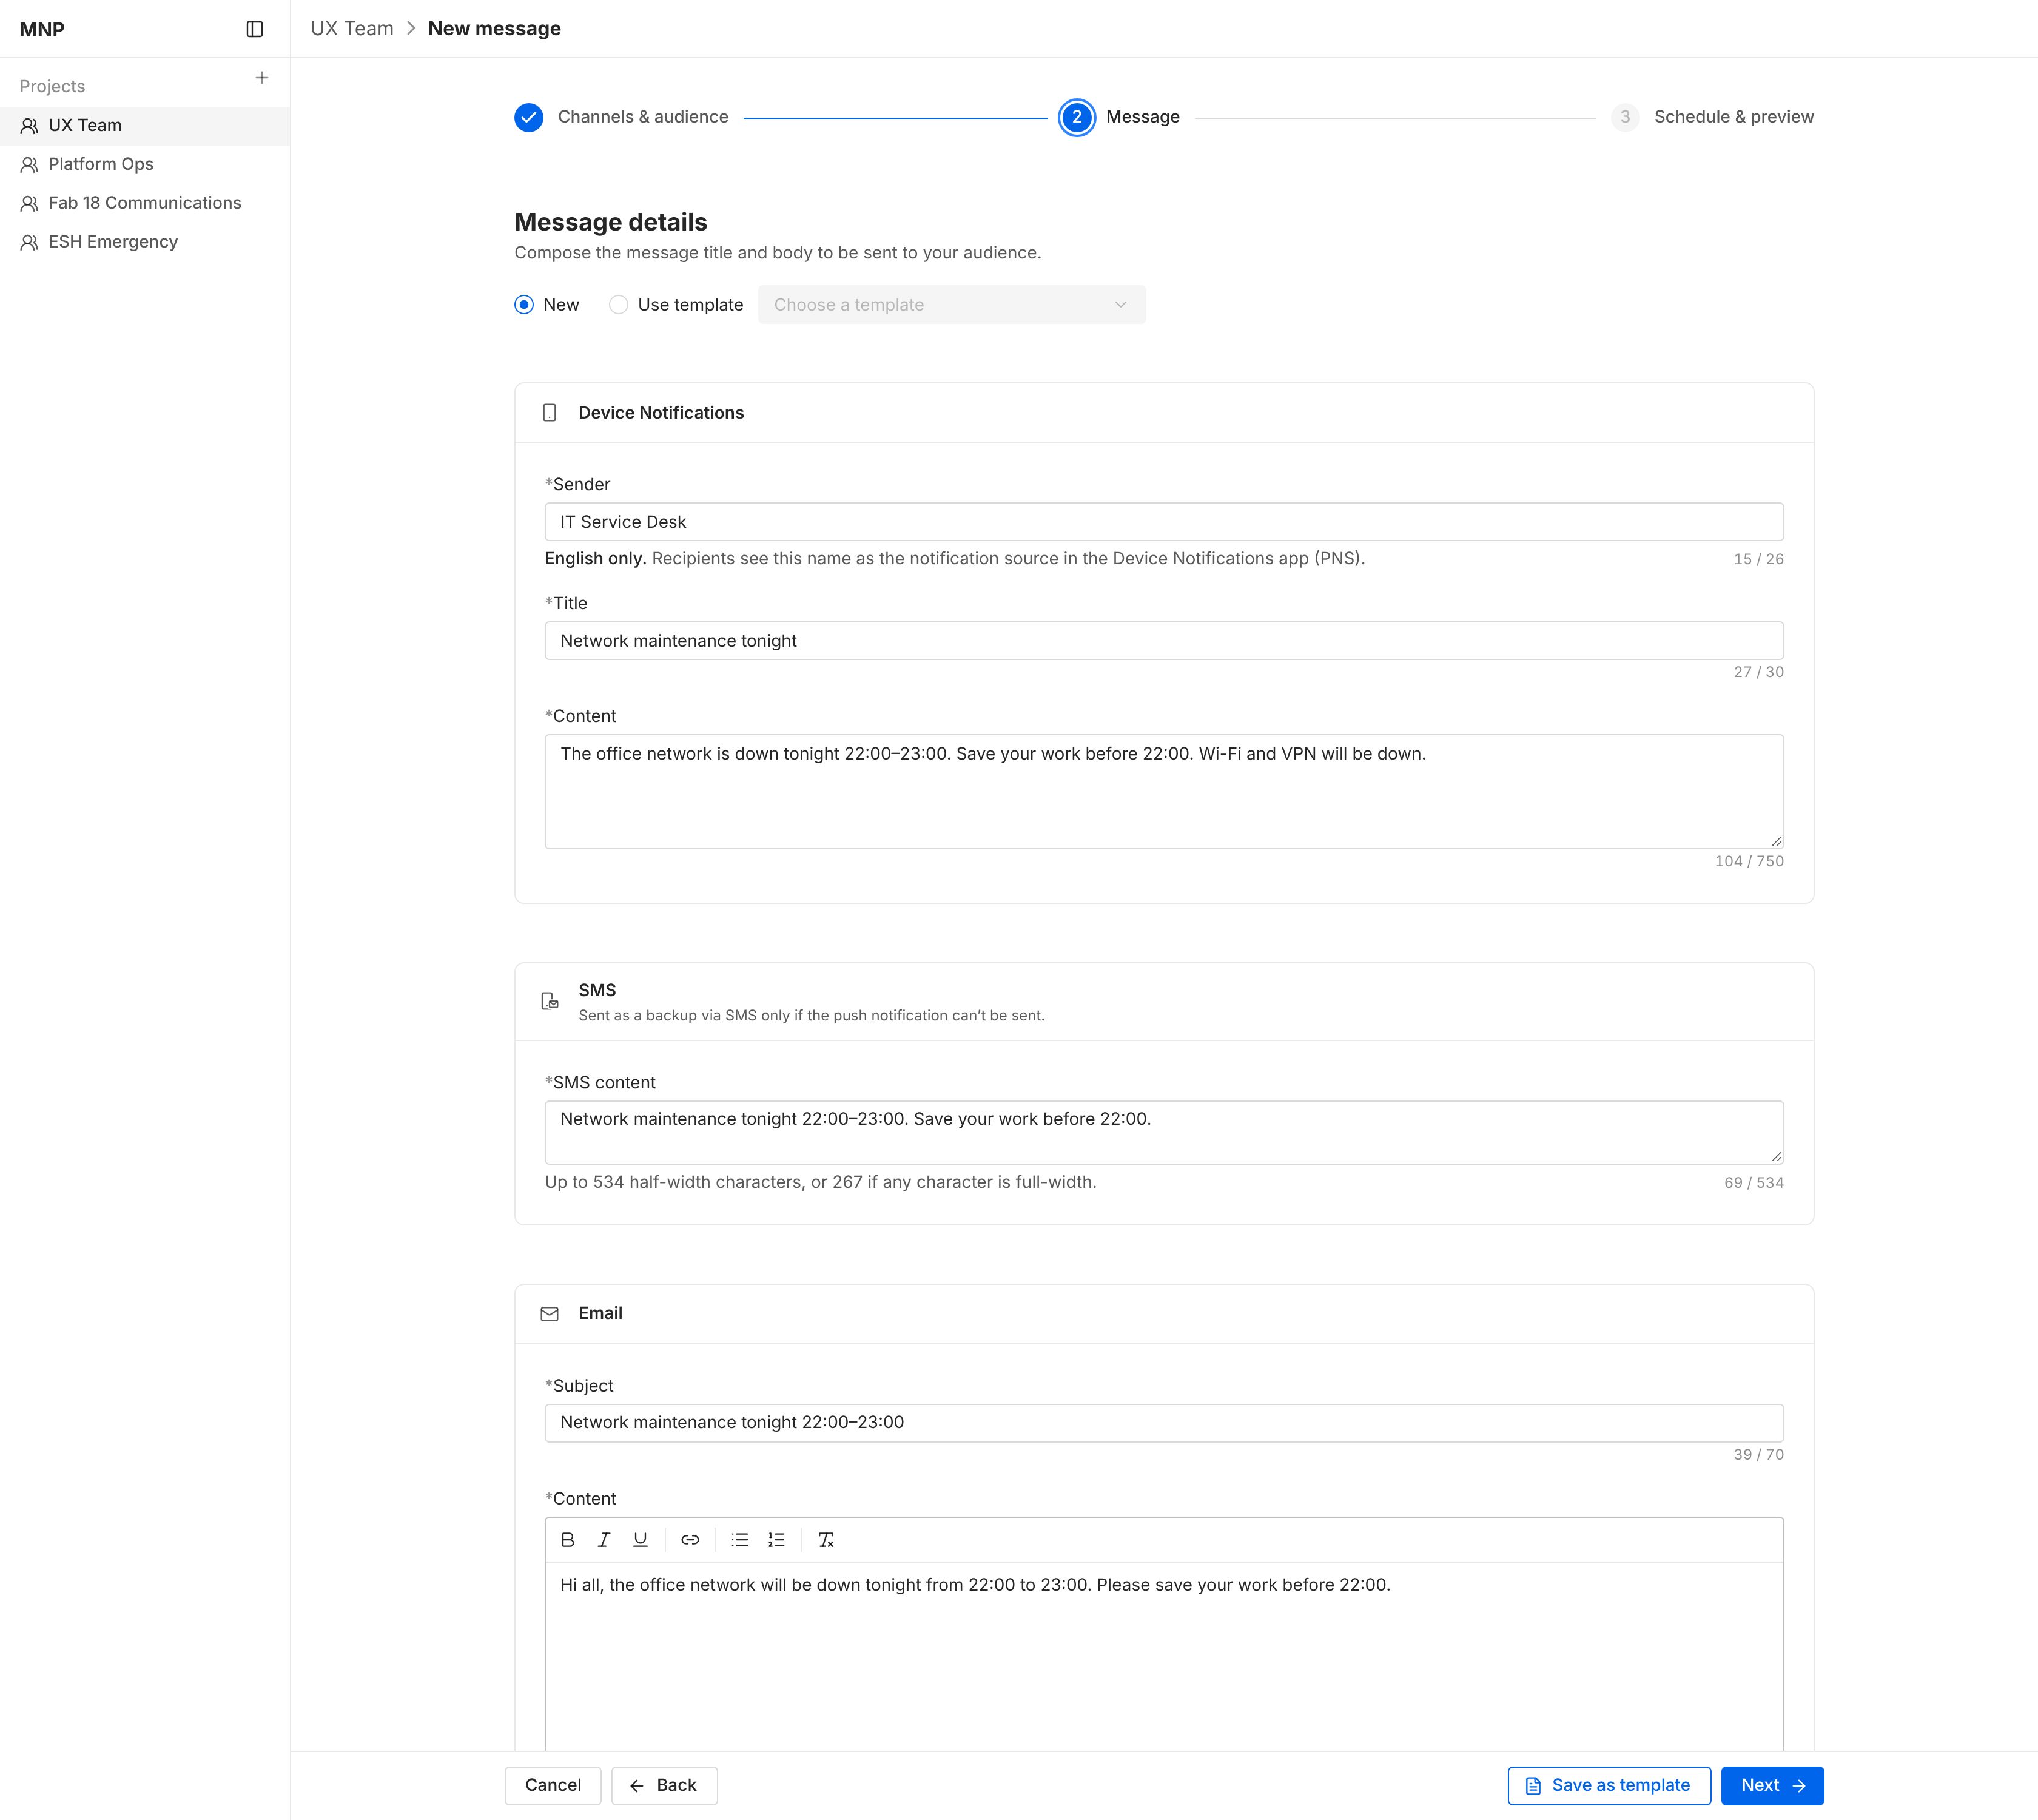 MNP
UX Team > New message
Projects
UX Team
Platform Ops
Fab 18 Communications
ESH Emergency
Channels & audience
2 Message
3 Schedule & preview
Message details
Compose the message title and body to be sent to your audience.
New Use template Choose a template
Device Notifications
*Sender
IT Service Desk
English only. Recipients see this name as the notification source in the Device Notifications app (PNS). 15 / 26
*Title
Network maintenance tonight
27 / 30
*Content
The office network is down tonight 22:00–23:00. Save your work before 22:00. Wi-Fi and VPN will be down.
104 / 750
SMS
Sent as a backup via SMS only if the push notification can’t be sent.
*SMS content
Network maintenance tonight 22:00–23:00. Save your work before 22:00.
Up to 534 half-width characters, or 267 if any character is full-width. 69 / 534
Email
*Subject
Network maintenance tonight 22:00–23:00
39 / 70
*Content
Hi all, the office network will be down tonight from 22:00 to 23:00. Please save your work before 22:00.
Cancel Back Save as template Next